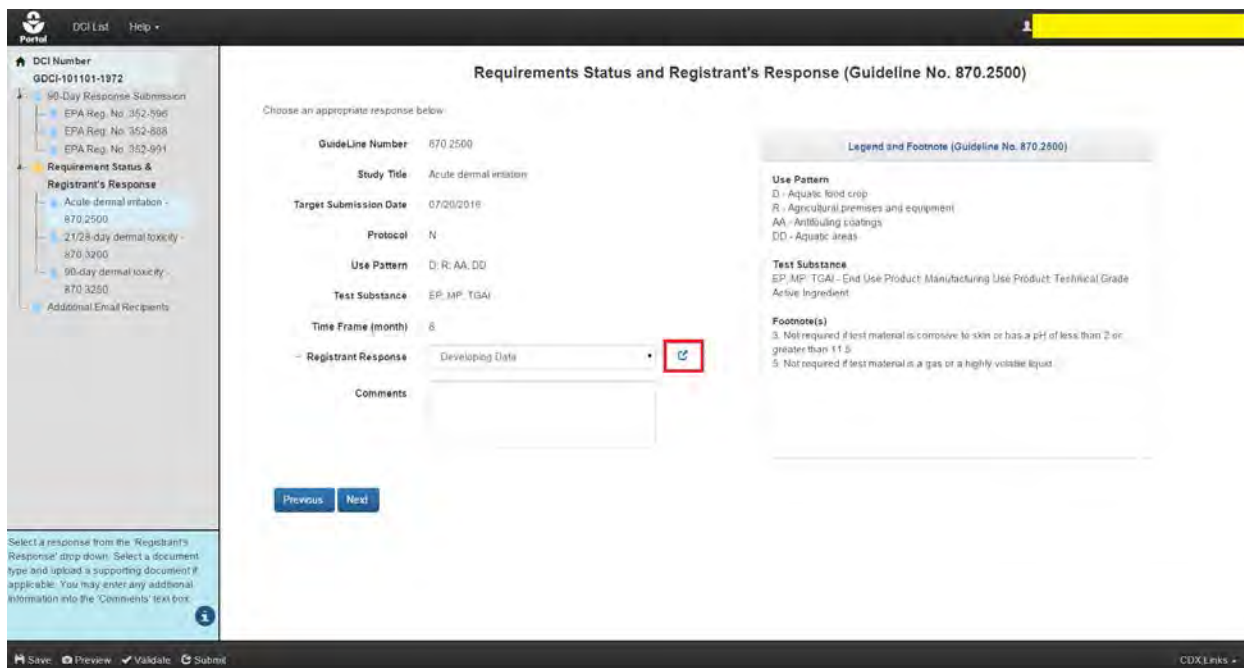 Portal
DCI List Help
DCI Number
GDCI-101101-1972
90-Day Response Submission
EPA Reg. No. 352-596
EPA Reg. No. 352-888
EPA Reg. No. 352-991
Requirement Status &
Registrant's Response
Acute dermal irritation -
870.2500
21/28-day dermal toxicity -
870.3200
90-day dermal toxicity -
870.3250
Additional Email Recipients
Select a response from the 'Registrant's
Response' drop down. Select a document
type and upload a supporting document if
applicable. You may enter any additional
information into the 'Comments' text box.
Requirements Status and Registrant's Response (Guideline No. 870.2500)
Choose an appropriate response below
GuideLine Number 870.2500
Study Title Acute dermal irritation
Target Submission Date 07/20/2016
Protocol N
Use Pattern D; R; AA; DD
Test Substance EP; MP; TGAI
Time Frame (month) 6
Registrant Response Developing Data
Comments
Previous Next
Legend and Footnote (Guideline No. 870.2500)
Use Pattern
D - Aquatic food crop
R - Agricultural premises and equipment
AA - Antifouling coatings
DD - Aquatic areas
Test Substance
EP; MP; TGAI - End Use Product; Manufacturing Use Product; Technical Grade
Active Ingredient
Footnote(s)
3. Not required if test material is corrosive to skin or has a pH of less than 2 or
greater than 11.5
5. Not required if test material is a gas or a highly volatile liquid.
Save Preview Validate Submit
CDX Links